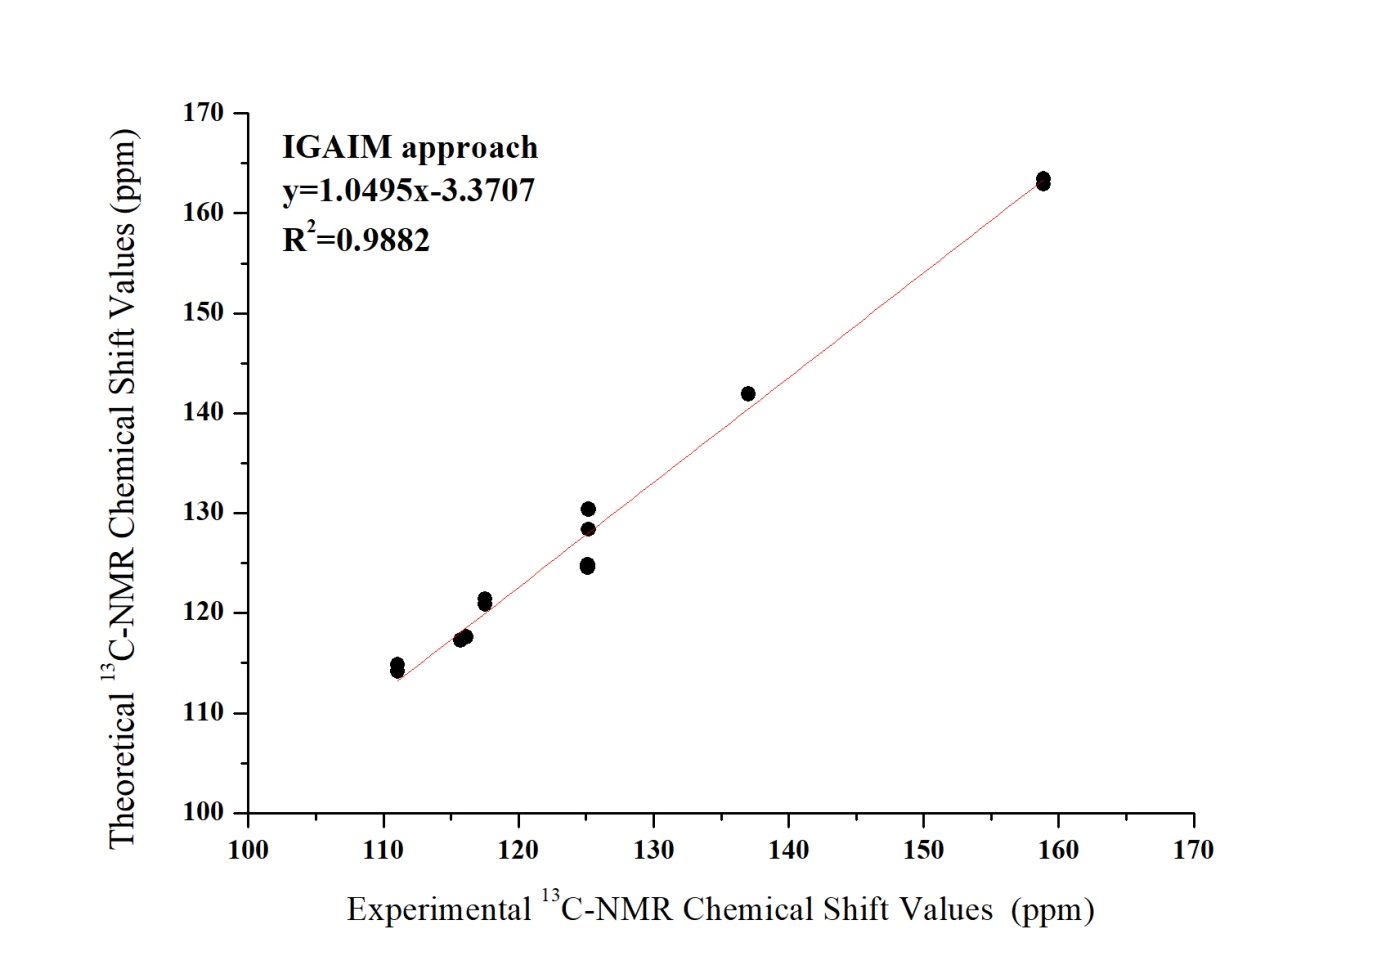 IGAIM approach
y=1.0495x-3.3707
R²=0.9882
Theoretical ¹³C-NMR Chemical Shift Values (ppm)
170
160
150
140
130
120
110
100
100 110 120 130 140 150 160 170
Experimental ¹³C-NMR Chemical Shift Values (ppm)